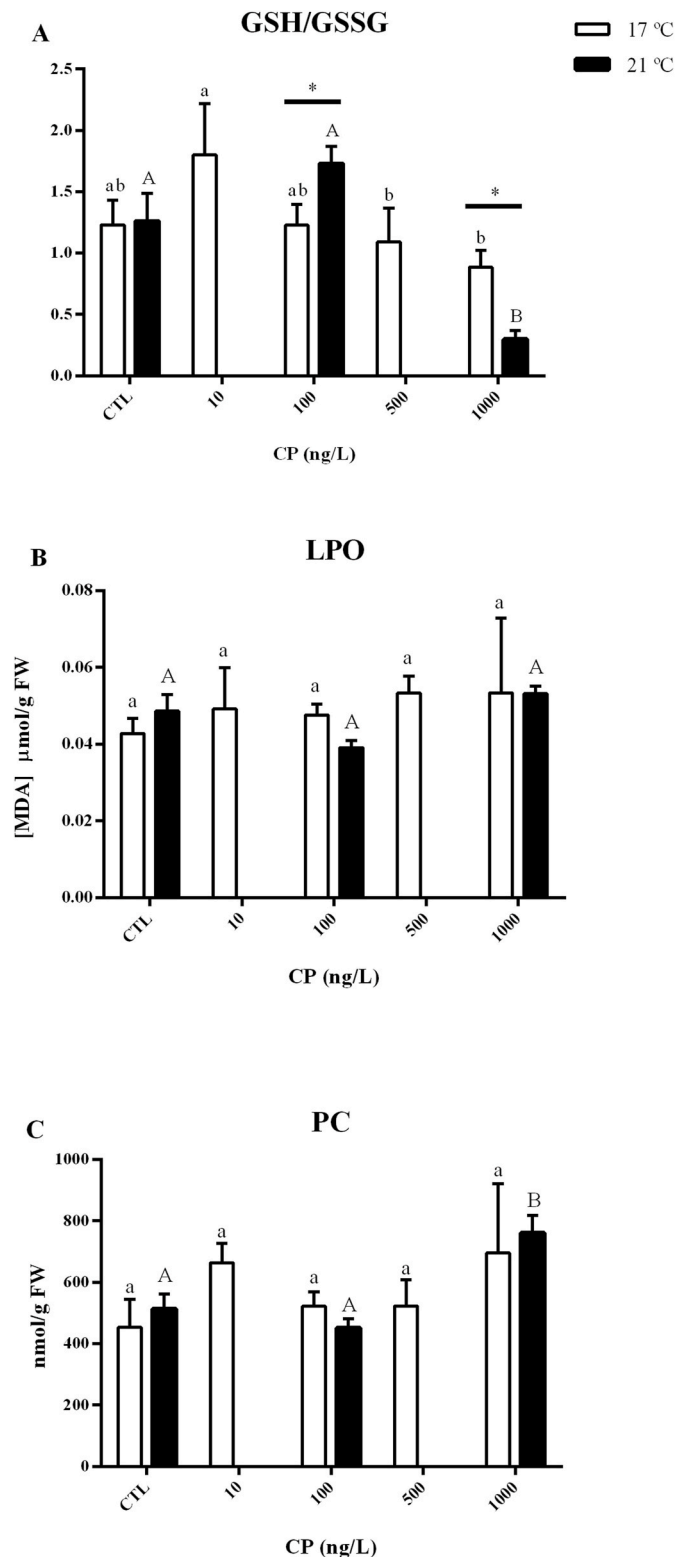 GSH/GSSG
A
17 ºC
21 ºC
2.5
2.0
1.5
1.0
0.5
0.0
ab
A
a
*
ab
A
b
*
b
B
CTL
10
100
500
1000
CP (ng/L)
B
LPO
[MDA] µmol/g FW
0.08
0.06
0.04
0.02
0.00
a
A
a
a
A
a
a
A
CTL
10
100
500
1000
CP (ng/L)
C
PC
nmol/g FW
1000
800
600
400
200
0
a
A
a
a
A
a
a
B
CTL
10
100
500
1000
CP (ng/L)